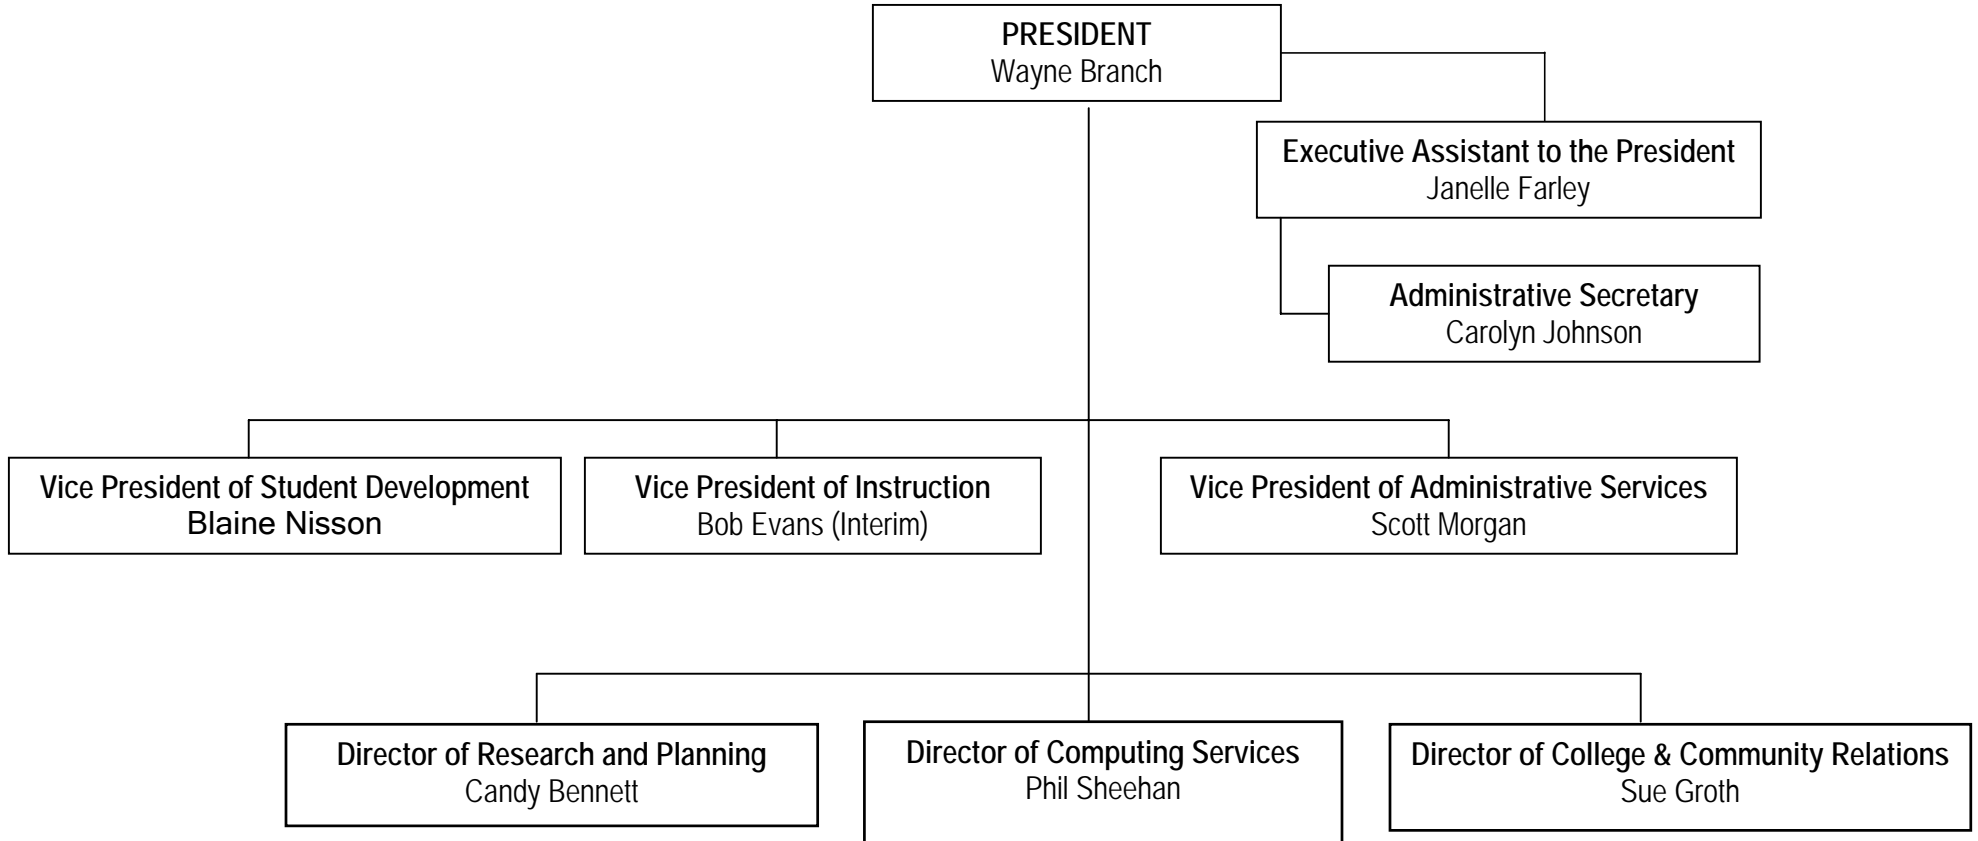 PRESIDENT
Wayne Branch
Executive Assistant to the President
Janelle Farley
Administrative Secretary
Carolyn Johnson
Vice President of Student Development
Blaine Nisson
Vice President of Instruction
Bob Evans (Interim)
Vice President of Administrative Services
Scott Morgan
Director of Research and Planning
Candy Bennett
Director of Computing Services
Phil Sheehan
Director of College & Community Relations
Sue Groth